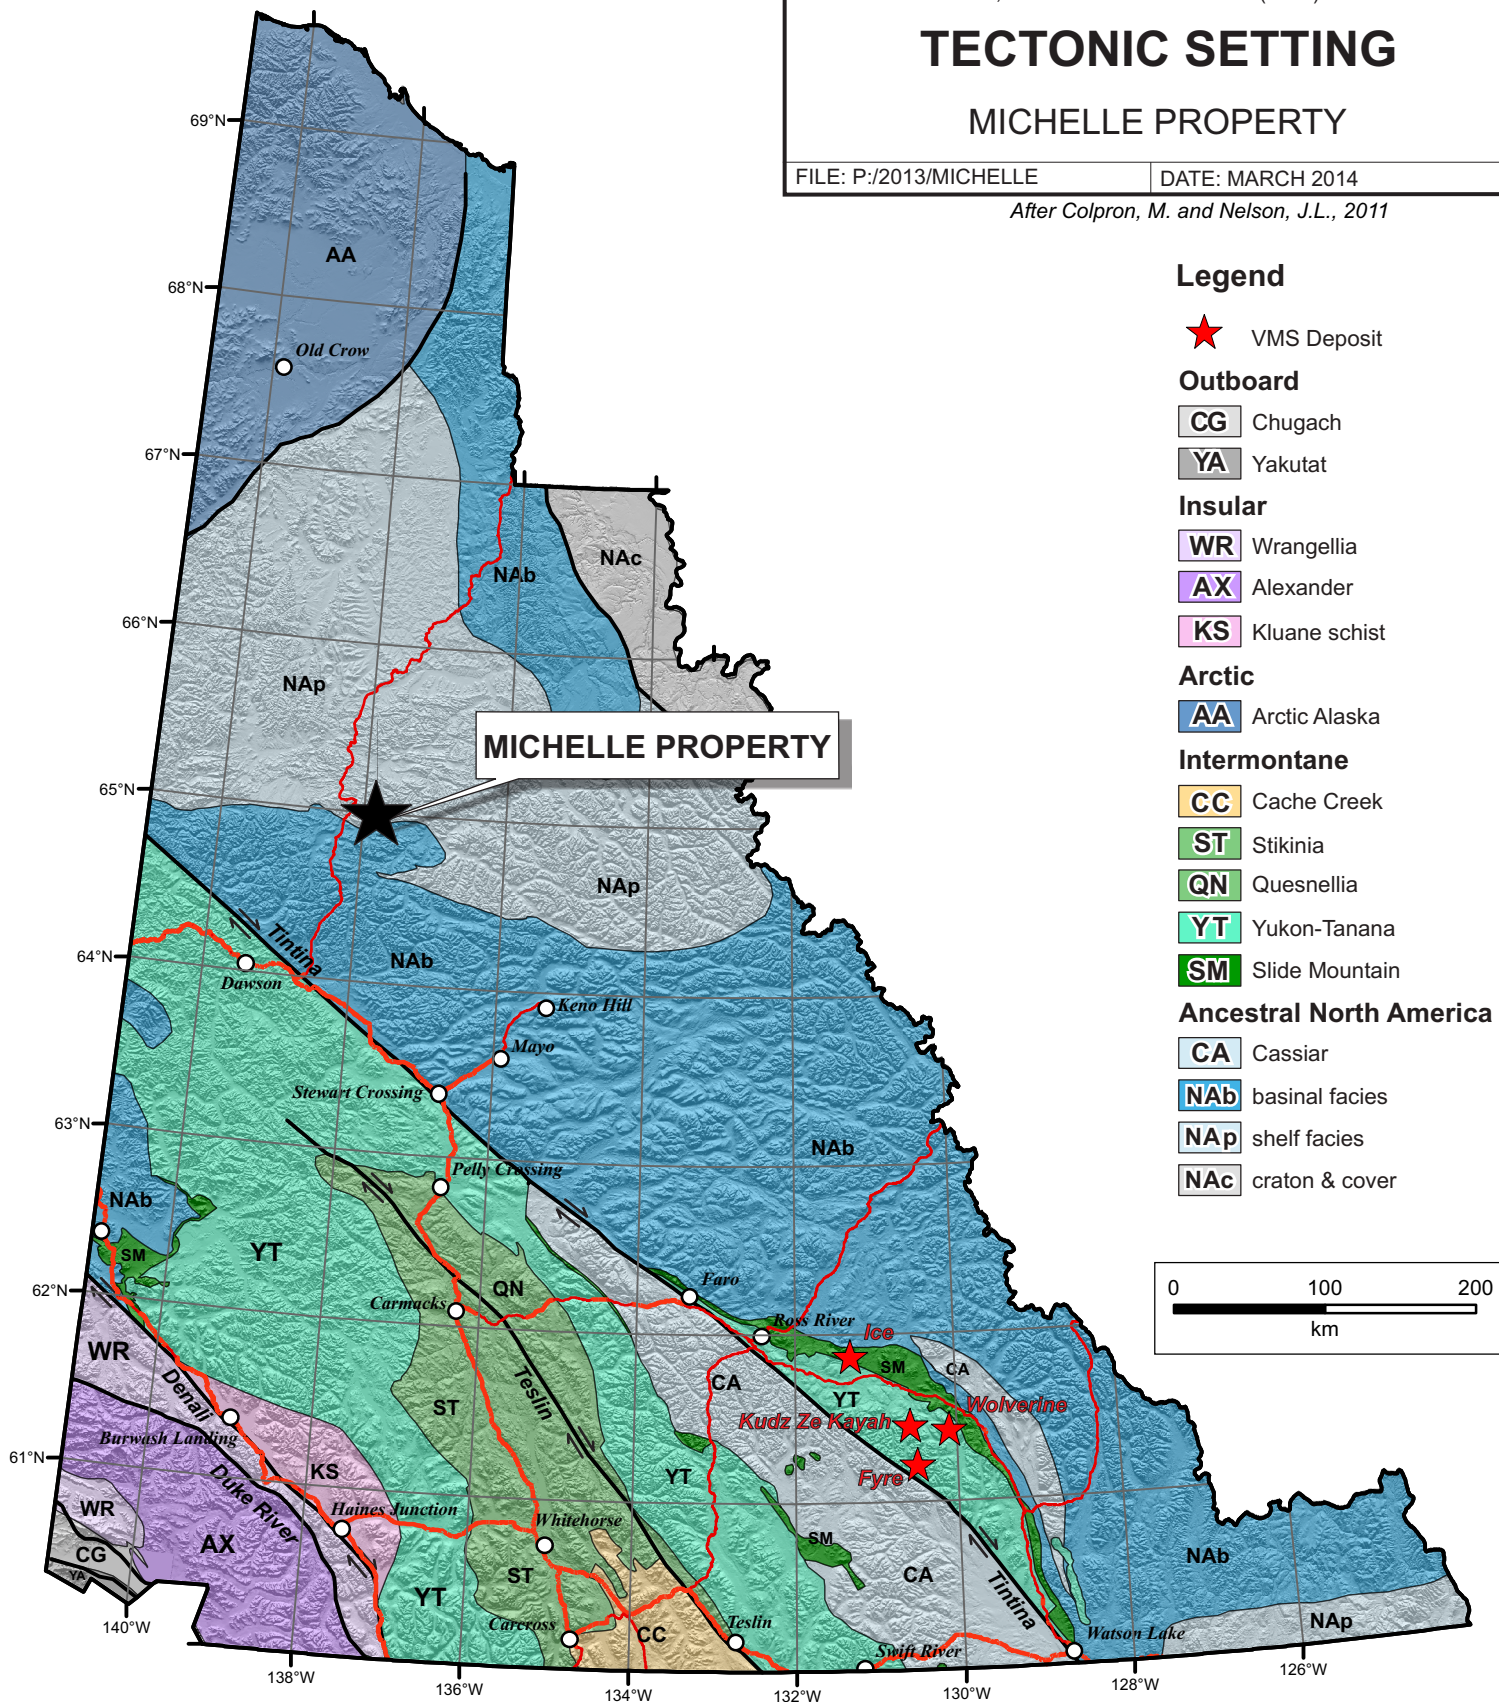 TECTONIC SETTING
MICHELLE PROPERTY
FILE: P:/2013/MICHELLE
DATE: MARCH 2014
After Colpron, M. and Nelson, J.L., 2011
Legend
VMS Deposit
Outboard
CG Chugach
YA Yakutat
Insular
WR Wrangellia
AX Alexander
KS Kluane schist
Arctic
AA Arctic Alaska
Intermontane
CC Cache Creek
ST Stikinia
QN Quesnellia
YT Yukon-Tanana
SM Slide Mountain
Ancestral North America
CA Cassiar
NAb basinal facies
NAp shelf facies
NAc craton & cover
0 100 200
km
69°N
AA
68°N
Old Crow
67°N
NAc
NAb
66°N
NAp
MICHELLE PROPERTY
65°N
NAp
Tintina
64°N
NAb
Dawson
Keno Hill
Mayo
Stewart Crossing
63°N
NAb
Pelly Crossing
NAb
YT
SM
62°N
QN
Faro
Carmacks
Ross River
Ice
WR
SM
CA
Denali
Teslin
CA
YT
Wolverine
ST
Kudz Ze Kayah
Burwash Landing
61°N
KS
Duke River
YT
Fyre
WR
Haines Junction
Whitehorse
AX
SM
CG
YA
ST
CA
NAb
YT
Tintina
140°W
Carcross
CC
Teslin
Swift River
Watson Lake
NAp
138°W
136°W
134°W
132°W
130°W
128°W
126°W